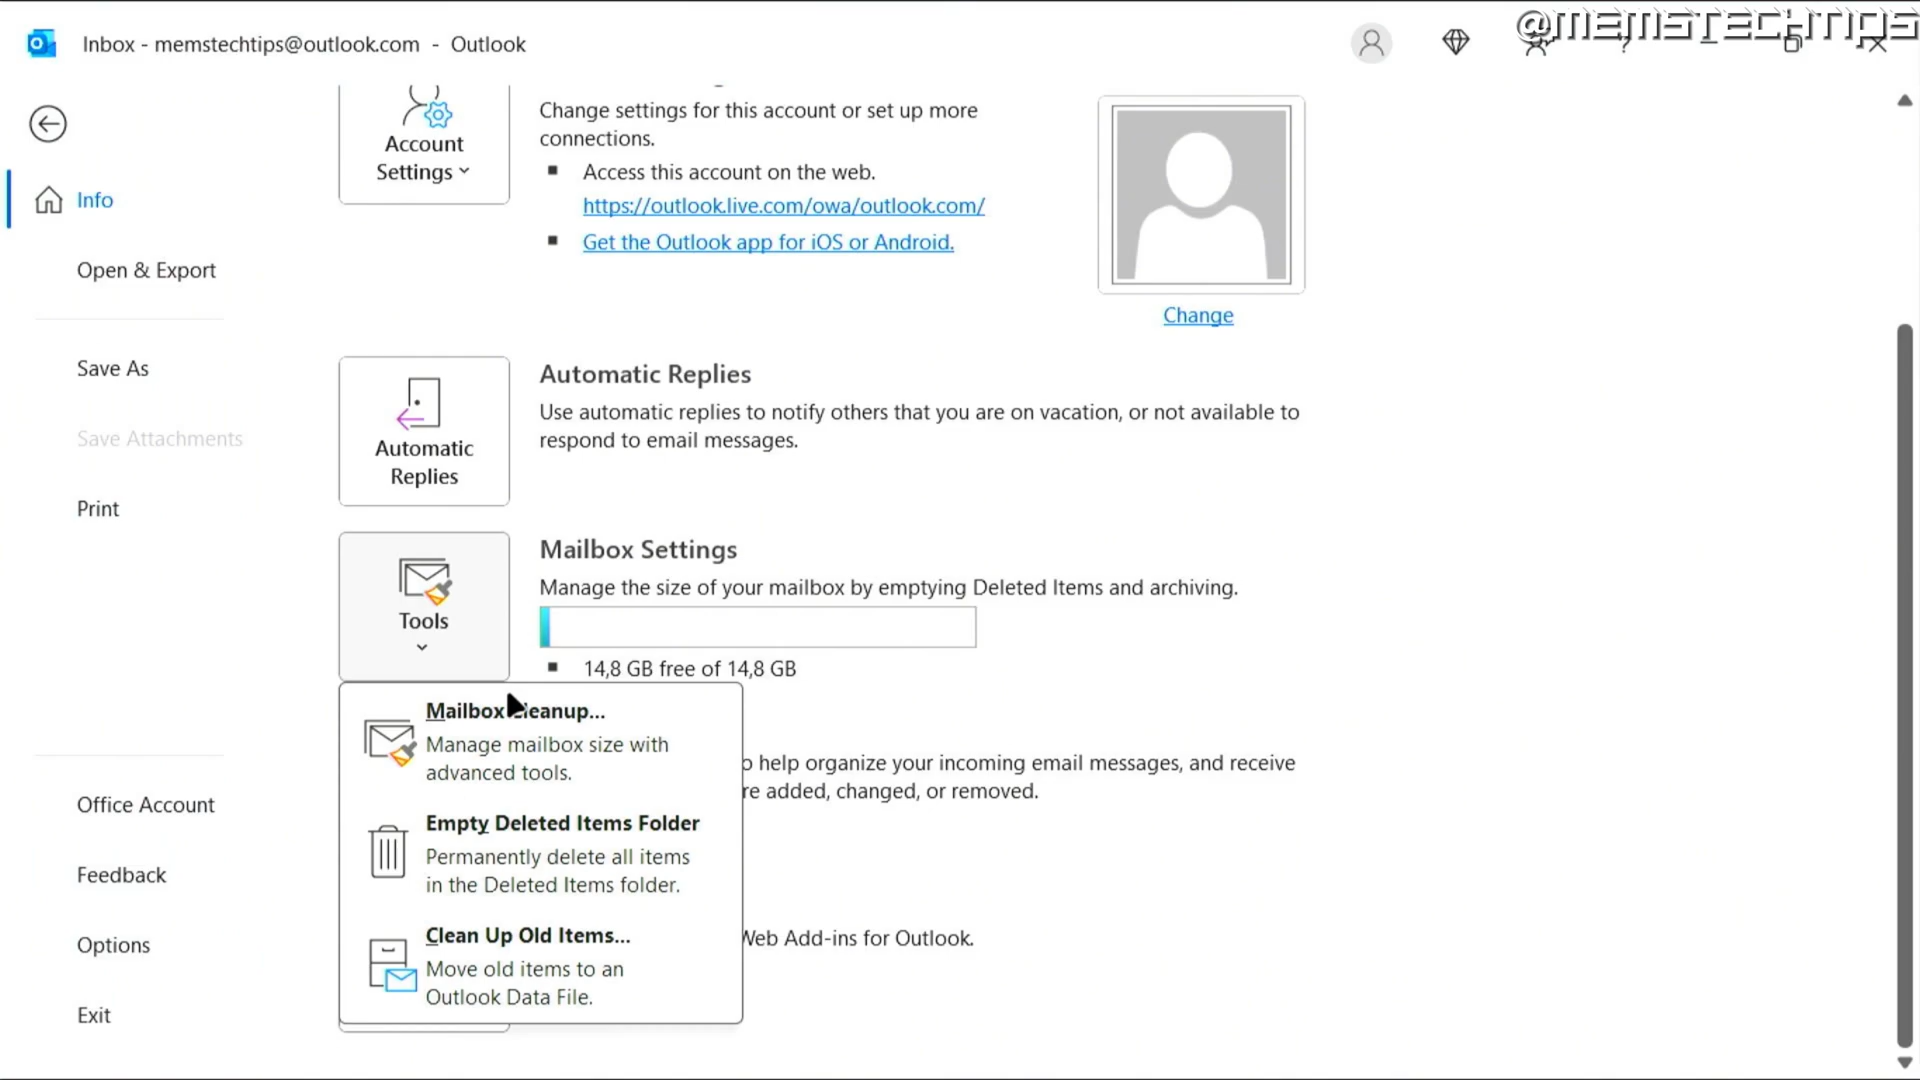 @MEMSTECHTIPS
Inbox - memstechtips@outlook.com - Outlook
Info
Open & Export
Save As
Save Attachments
Print
Office Account
Feedback
Options
Exit
Account
Settings
Change settings for this account or set up more
connections.
Access this account on the web.
https://outlook.live.com/owa/outlook.com/
Get the Outlook app for iOS or Android.
Change
Automatic
Replies
Automatic Replies
Use automatic replies to notify others that you are on vacation, or not available to
respond to email messages.
Tools
Mailbox Settings
Manage the size of your mailbox by emptying Deleted Items and archiving.
14,8 GB free of 14,8 GB
Mailbox
Manage mailbox size with
advanced tools.
Empty Deleted Items Folder
Permanently delete all items
in the Deleted Items folder.
Clean Up Old Items...
Move old items to an
Outlook Data File.
help organize your incoming email messages, and receive
added, changed, or removed.
Web Add-ins for Outlook.